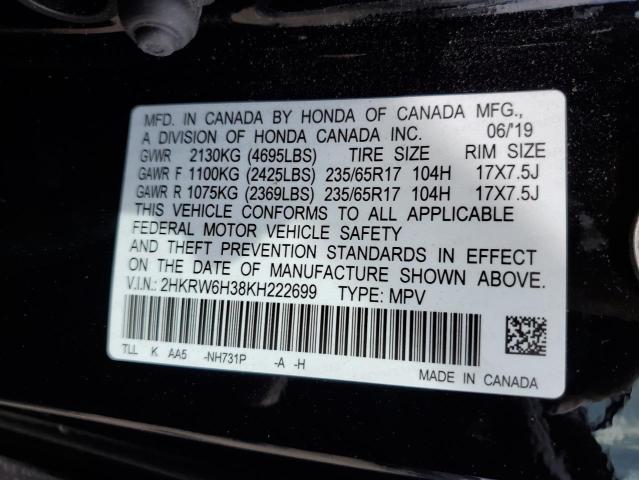 MFD. IN CANADA BY HONDA OF CANADA MFG.,
A DIVISION OF HONDA CANADA INC. 06/'19
GVWR 2130KG (4695LBS) TIRE SIZE RIM SIZE
GAWR F 1100KG (2425LBS) 235/65R17 104H 17X7.5J
GAWR R 1075KG (2369LBS) 235/65R17 104H 17X7.5J
THIS VEHICLE CONFORMS TO ALL APPLICABLE
FEDERAL MOTOR VEHICLE SAFETY
AND THEFT PREVENTION STANDARDS IN EFFECT
ON THE DATE OF MANUFACTURE SHOWN ABOVE.
V.I.N.: 2HKRW6H38KH222699 TYPE: MPV
TLL K AA5 -NH731P -A -H
MADE IN CANADA